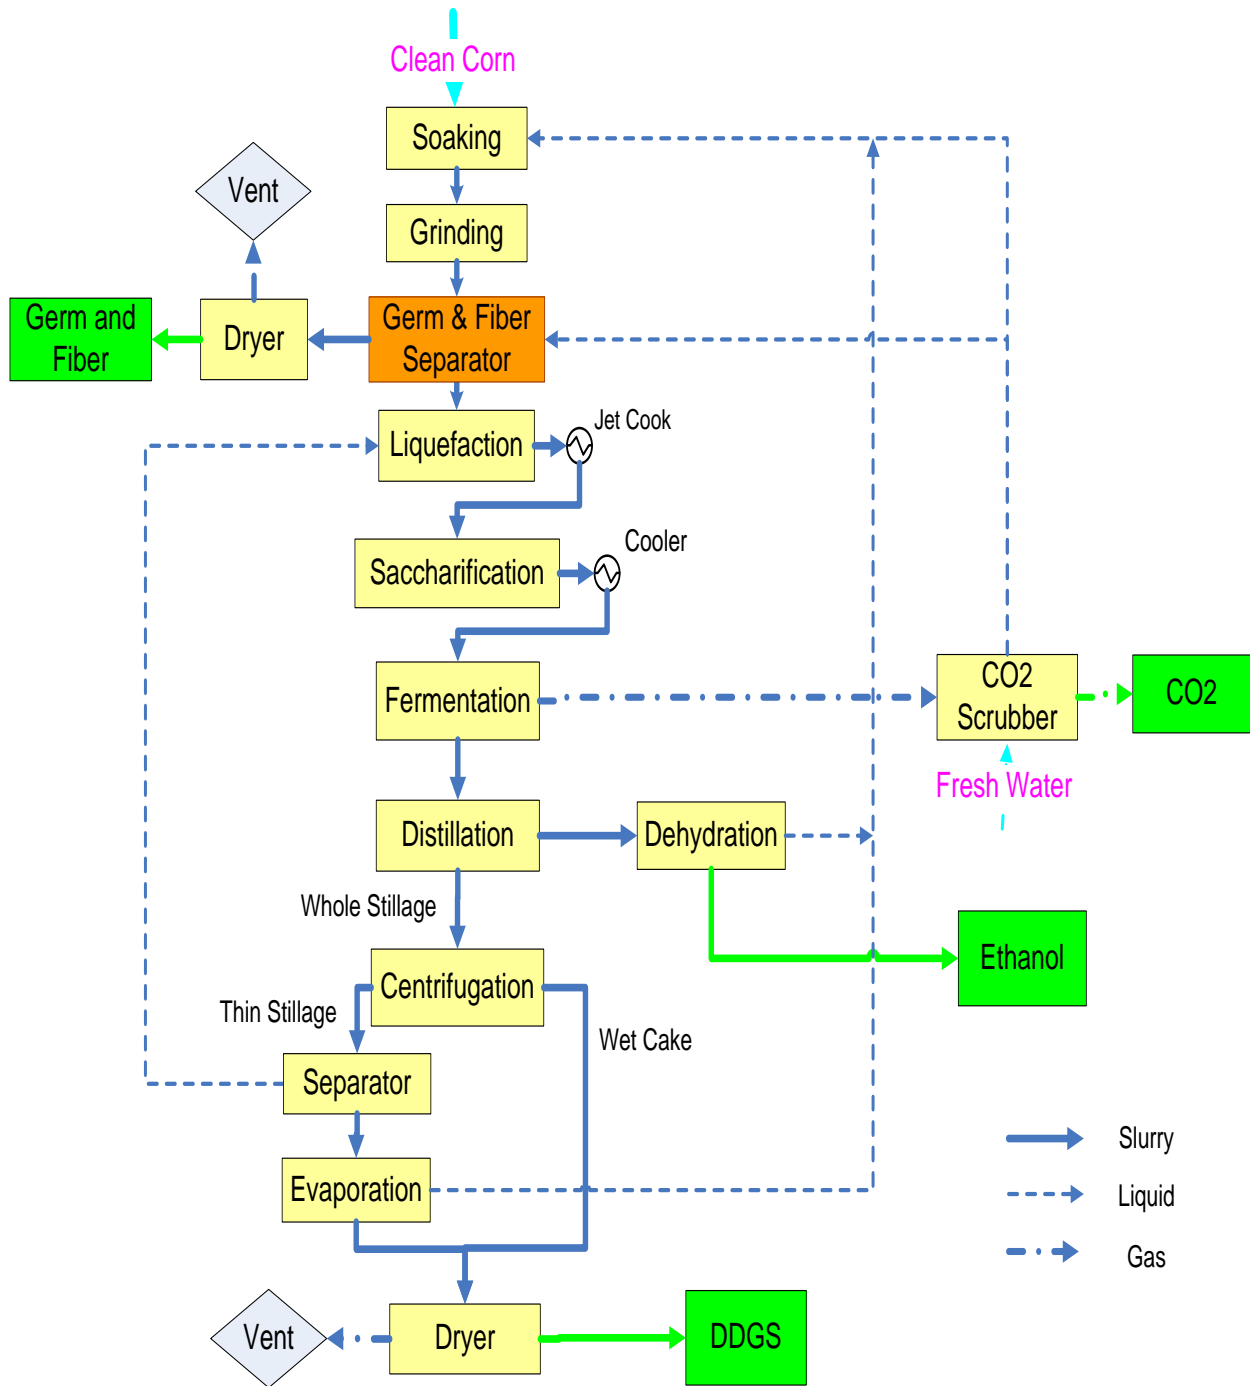 Clean Corn
Soaking
Vent
Grinding
Germ and
Fiber
Dryer
Germ & Fiber
Separator
Jet Cook
Liquefaction
Cooler
Saccharification
Fermentation
CO2
Scrubber
CO2
Fresh Water
Distillation
Dehydration
Whole Stillage
Ethanol
Centrifugation
Thin Stillage
Wet Cake
Separator
Slurry
Evaporation
Liquid
Gas
Vent
Dryer
DDGS